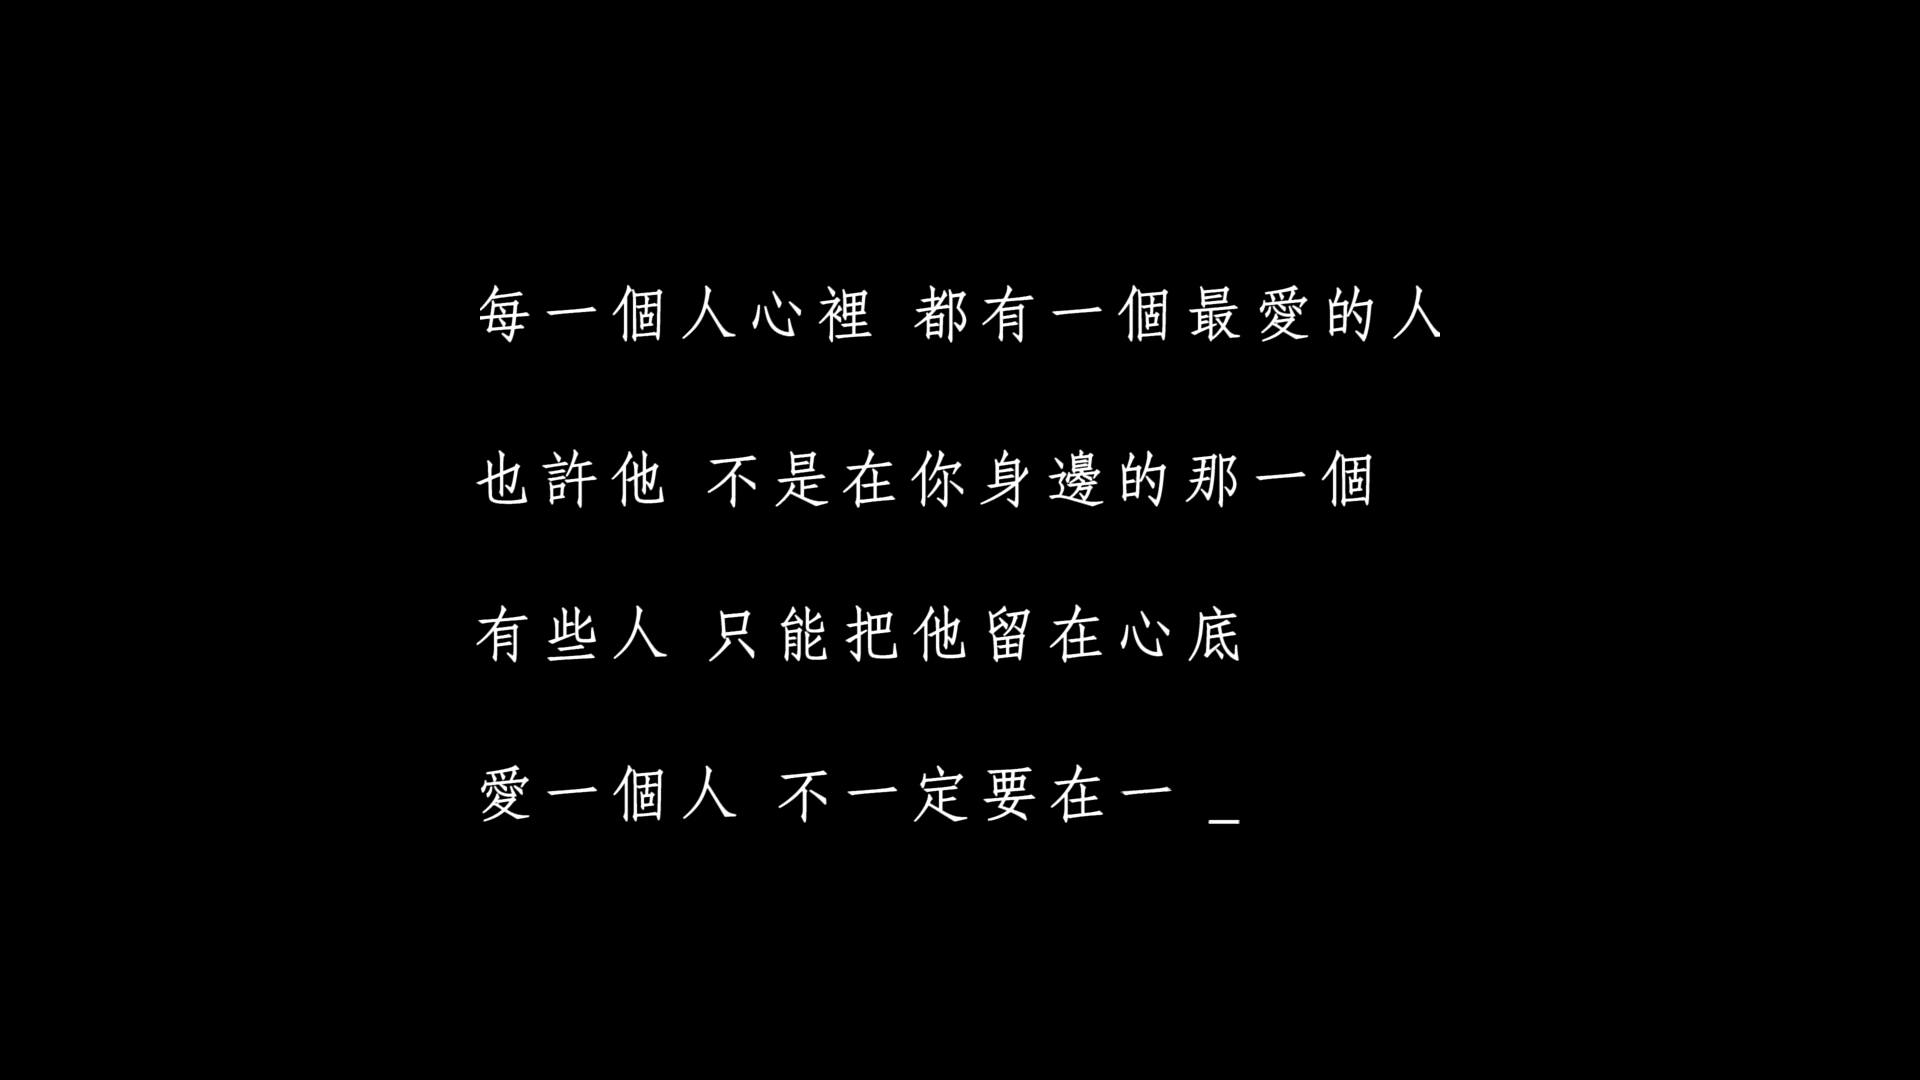 每一個人心裡 都有一個最愛的人
也許他 不是在你身邊的那一個
有些人 只能把他留在心底
愛一個人 不一定要在一 _